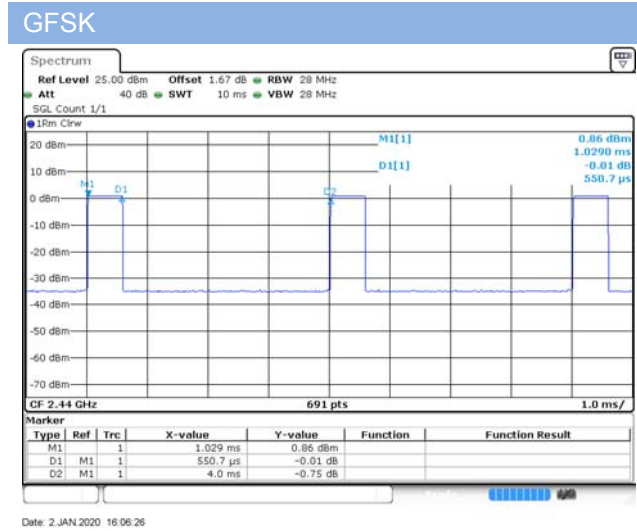 GFSK
Spectrum
Ref Level 25.00 dBm Offset 1.67 dB RBW 28 MHz
Att 40 dB SWT 10 ms VBW 28 MHz
SGL Count 1/1
1Rm Clrw
M1[1] 0.86 dBm
1.0290 ms
D1[1] -0.01 dB
550.7 µs
20 dBm
10 dBm
M1 D1 D2
0 dBm
-10 dBm
-20 dBm
-30 dBm
-40 dBm
-50 dBm
-60 dBm
-70 dBm
CF 2.44 GHz 691 pts 1.0 ms/
Marker
Type Ref Trc X-value Y-value Function Function Result
M1 1 1.029 ms 0.86 dBm
D1 M1 1 550.7 µs -0.01 dB
D2 M1 1 4.0 ms -0.75 dB
Date: 2.JAN.2020 16:06:26